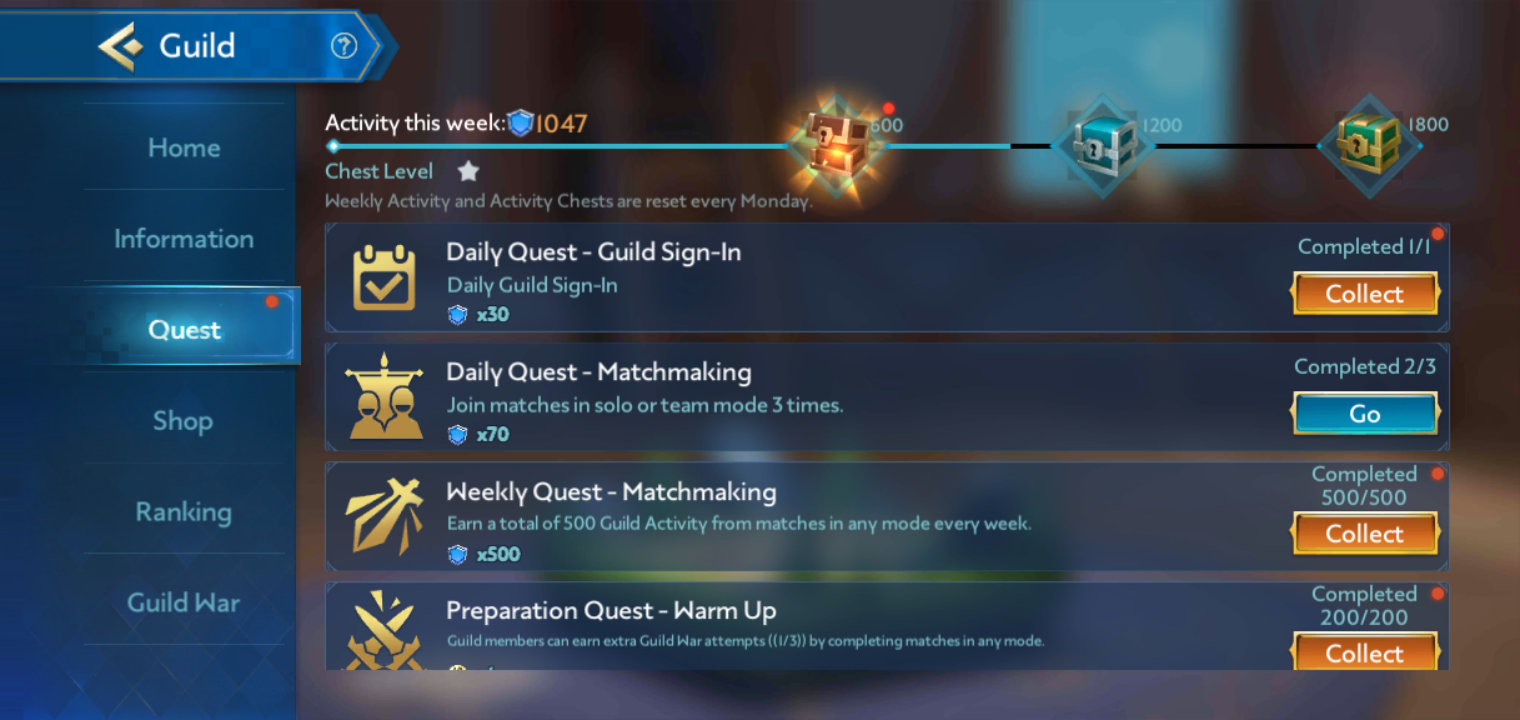 Guild
?
Home
Information
Quest
Shop
Ranking
Guild War
Activity this week: 1047
600
1200
1800
Chest Level
Weekly Activity and Activity Chests are reset every Monday.
Daily Quest - Guild Sign-In
Daily Guild Sign-In
x30
Completed 1/1
Collect
Daily Quest - Matchmaking
Join matches in solo or team mode 3 times.
x70
Completed 2/3
Go
Weekly Quest - Matchmaking
Earn a total of 500 Guild Activity from matches in any mode every week.
x500
Completed
500/500
Collect
Preparation Quest - Warm Up
Guild members can earn extra Guild War attempts ((1/3)) by completing matches in any mode.
Completed
200/200
Collect